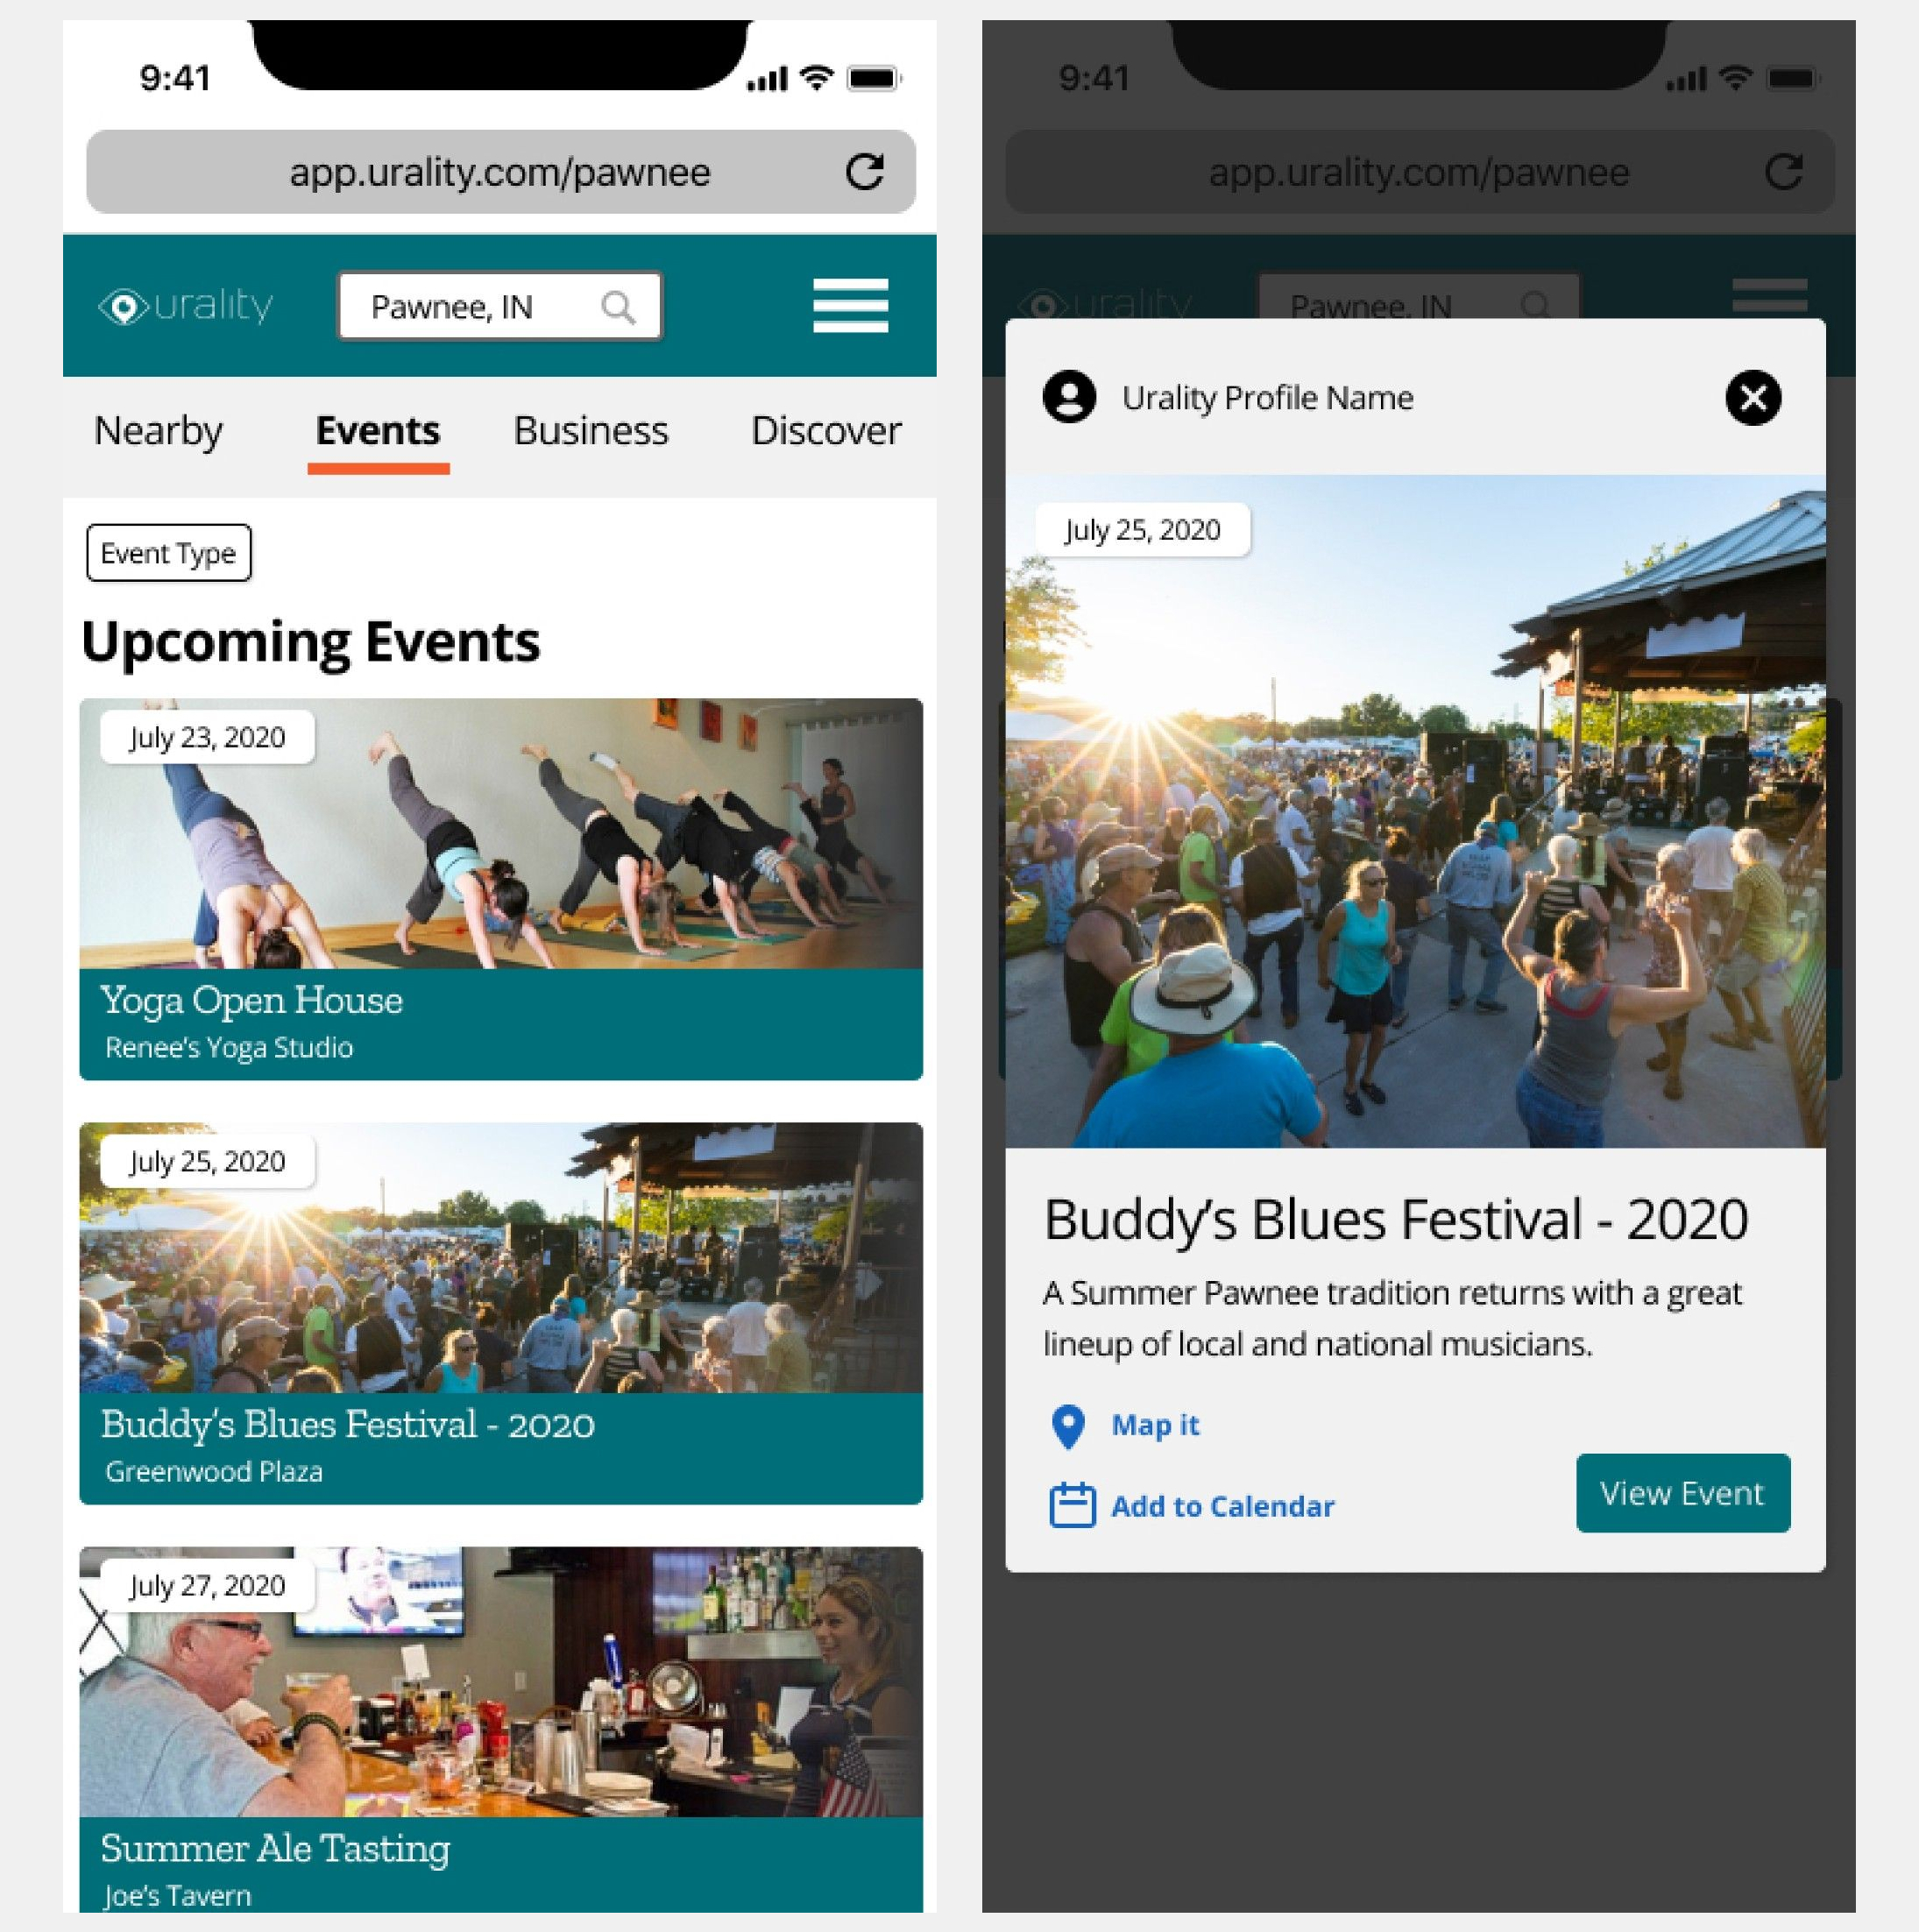 9:41
app.urality.com/pawnee
urality
Pawnee, IN
Nearby
Events
Business
Discover
Event Type
Upcoming Events
July 23, 2020
Yoga Open House
Renee's Yoga Studio
July 25, 2020
Buddy's Blues Festival - 2020
Greenwood Plaza
July 27, 2020
Summer Ale Tasting
Joe's Tavern
9:41
app.urality.com/pawnee
urality
Pawnee, IN
Urality Profile Name
July 25, 2020
Buddy's Blues Festival - 2020
A Summer Pawnee tradition returns with a great
lineup of local and national musicians.
Map it
Add to Calendar
View Event